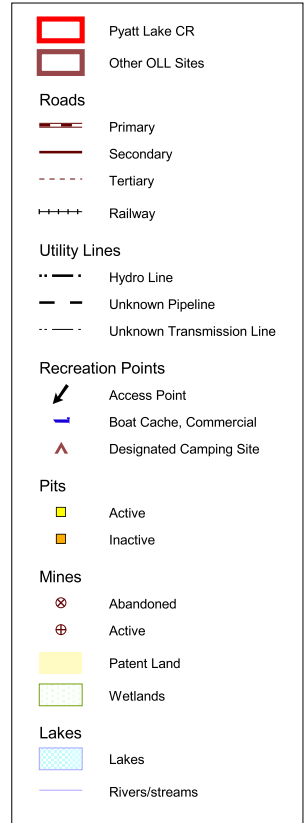 Pyatt Lake CR
Other OLL Sites
Roads
Primary
Secondary
Tertiary
Railway
Utility Lines
Hydro Line
Unknown Pipeline
Unknown Transmission Line
Recreation Points
Access Point
Boat Cache, Commercial
Designated Camping Site
Pits
Active
Inactive
Mines
Abandoned
Active
Patent Land
Wetlands
Lakes
Lakes
Rivers/streams